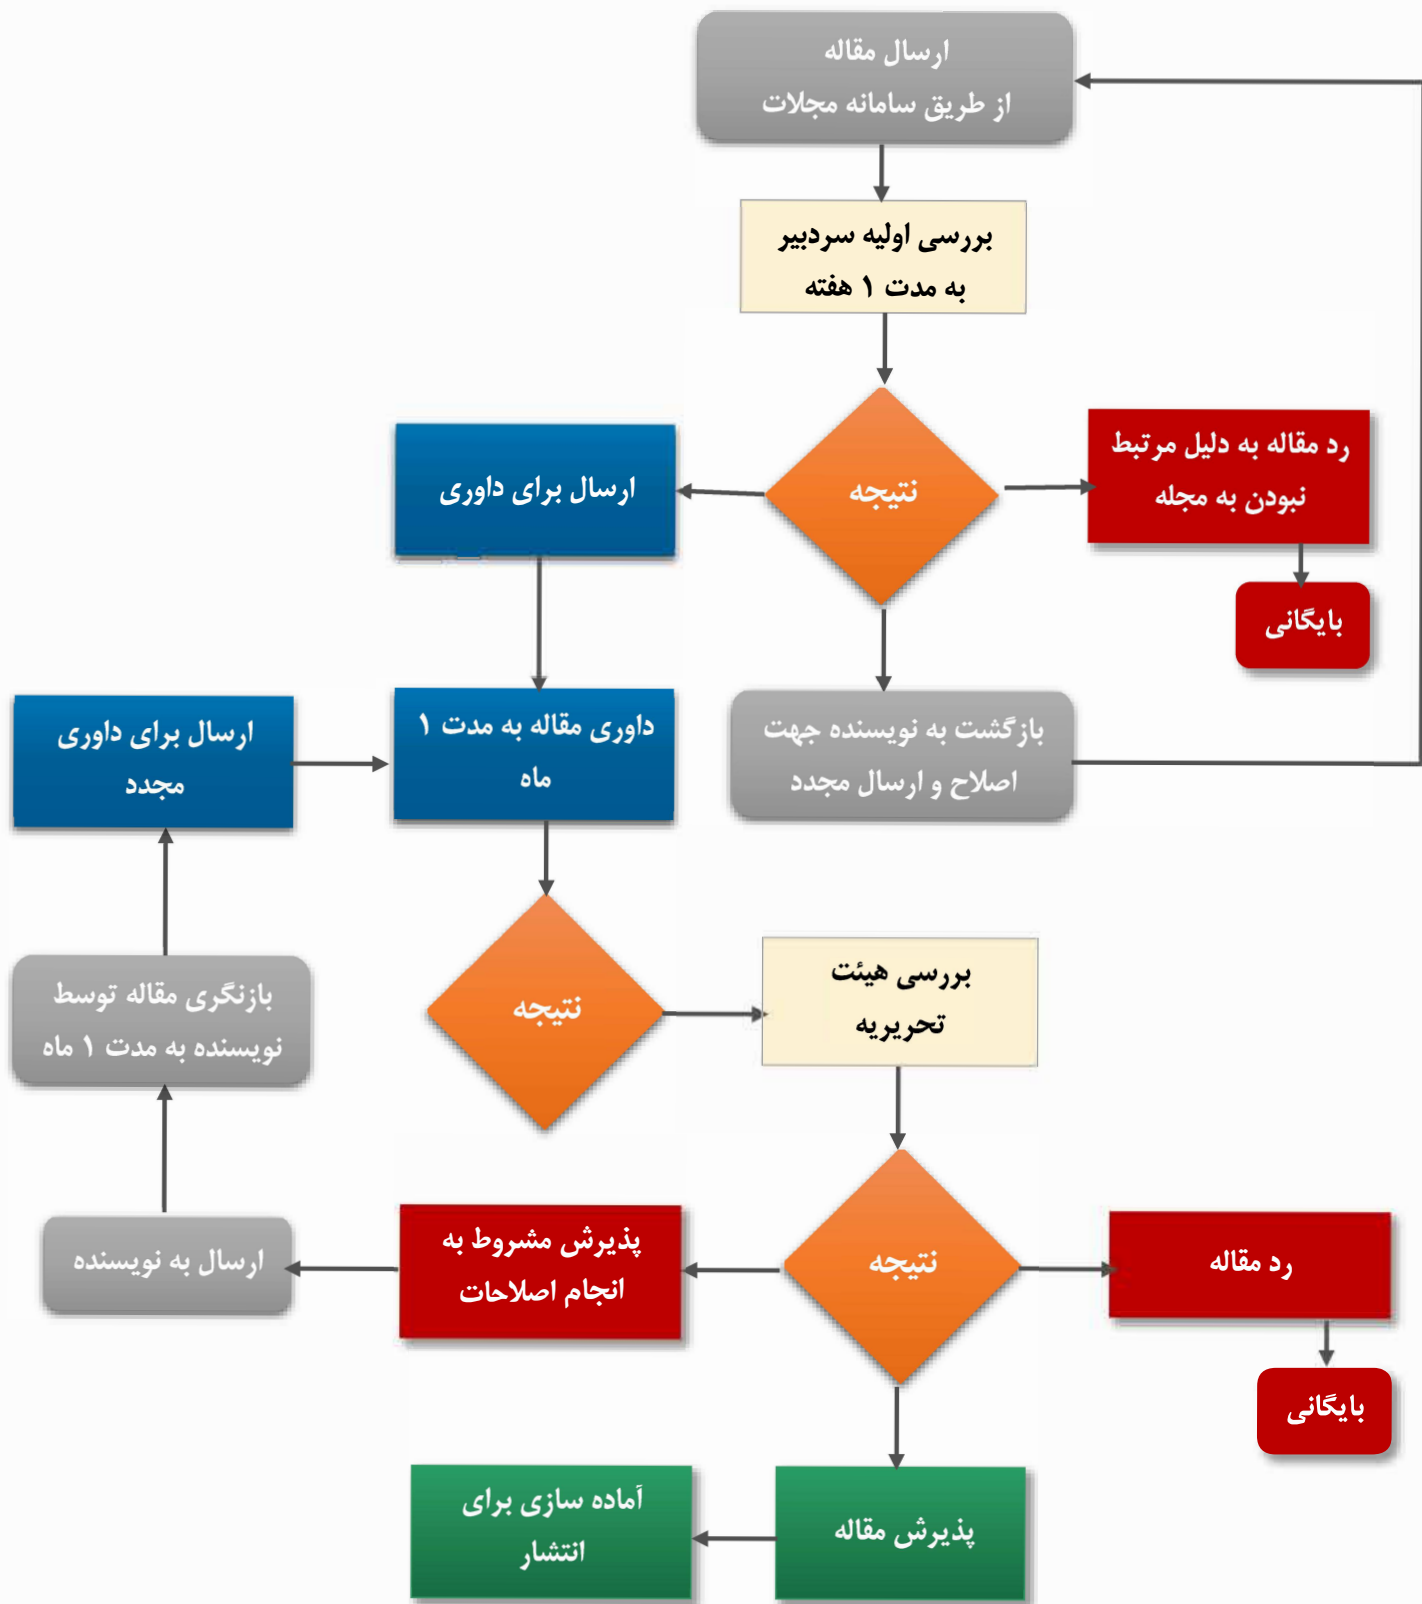 ارسال مقاله
از طریق سامانه مجلات
بررسی اولیه سردبیر
به مدت ۱ هفته
نتیجه
رد مقاله به دلیل مرتبط
نبودن به مجله
بایگانی
ارسال برای داوری
بازگشت به نویسنده جهت
اصلاح و ارسال مجدد
داوری مقاله به مدت ۱
ماه
ارسال برای داوری
مجدد
نتیجه
بررسی هیئت
تحریریه
بازنگری مقاله توسط
نویسنده به مدت ۱ ماه
نتیجه
رد مقاله
بایگانی
پذیرش مشروط به
انجام اصلاحات
ارسال به نویسنده
پذیرش مقاله
آماده سازی برای
انتشار